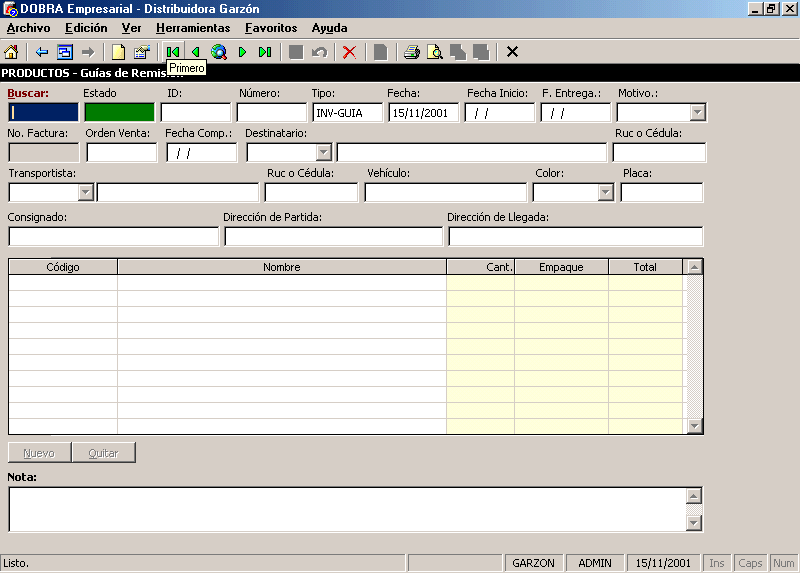 DOBRA Empresarial - Distribuidora Garzón
Archivo Edición Ver Herramientas Favoritos Ayuda
Primero
PRODUCTOS - Guías de Remisión
Buscar: Estado ID: Número: Tipo: Fecha: Fecha Inicio: F. Entrega.: Motivo.:
INV-GUIA 15/11/2001 / / / /
No. Factura: Orden Venta: Fecha Comp.: Destinatario: Ruc o Cédula:
/ /
Transportista: Ruc o Cédula: Vehículo: Color: Placa:
Consignado: Dirección de Partida: Dirección de Llegada:
Código Nombre Cant. Empaque Total
Nuevo Quitar
Nota:
Listo. GARZON ADMIN 15/11/2001 Ins Caps Num